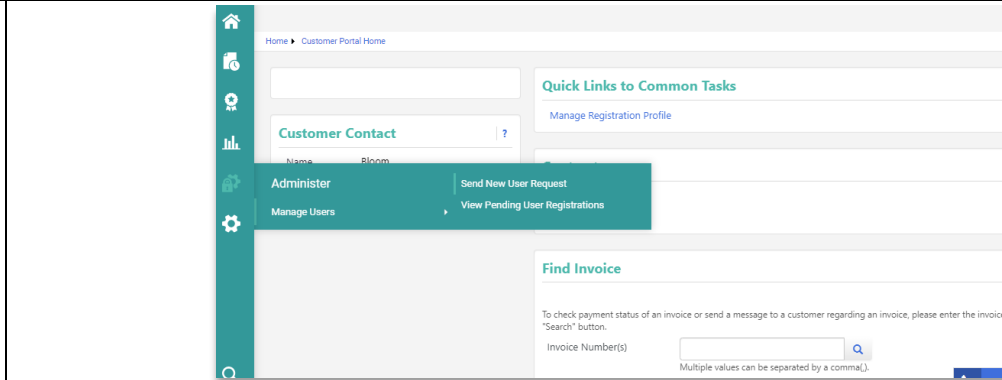 Home ▸ Customer Portal Home
Quick Links to Common Tasks
Manage Registration Profile
Customer Contact ?
Name Bloom
Administer
Send New User Request
Manage Users
View Pending User Registrations
Find Invoice
To check payment status of an invoice or send a message to a customer regarding an invoice, please enter the invoice
"Search" button.
Invoice Number(s)
Multiple values can be separated by a comma(,).